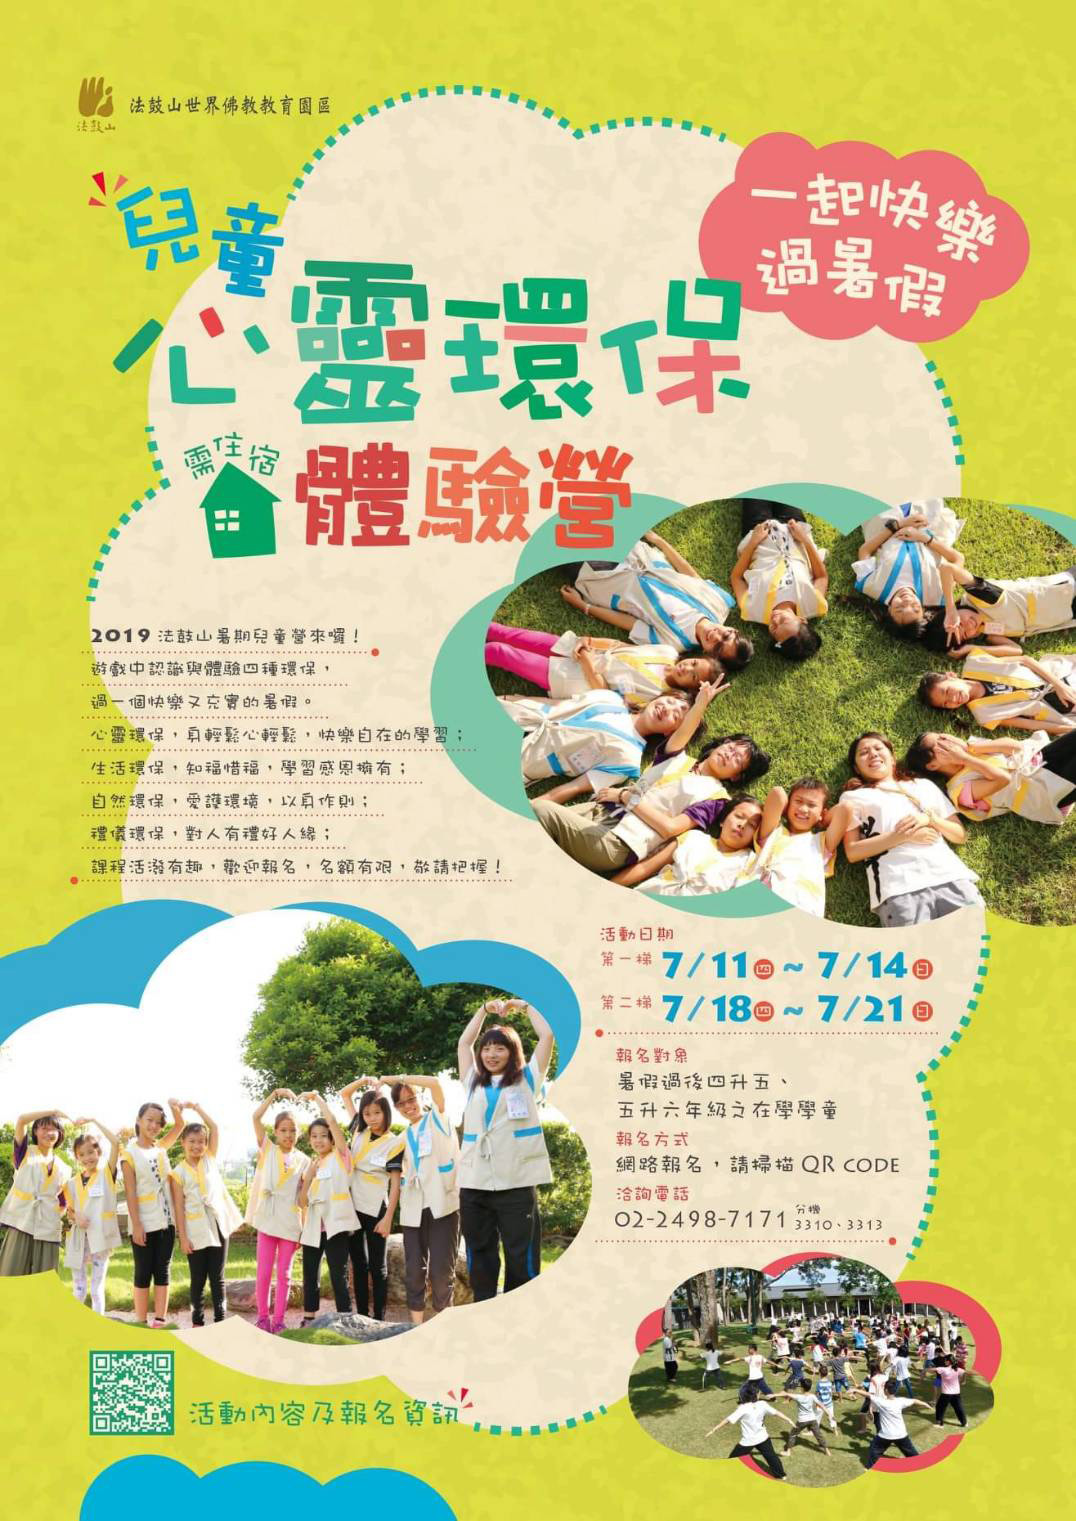 法鼓山
法鼓山世界佛教教育園區
一起快樂
過暑假
兒童
心靈環保
需住宿
體驗營
2019 法鼓山暑期兒童營來囉！
遊戲中認識與體驗四種環保，
過一個快樂又充實的暑假。
心靈環保，身輕鬆心輕鬆，快樂自在的學習；
生活環保，知福惜福，學習感恩擁有；
自然環保，愛護環境，以身作則；
禮儀環保，對人有禮好人緣；
課程活潑有趣，歡迎報名，名額有限，敬請把握！
活動日期
第一梯 7/11四~7/14日
第二梯 7/18四~7/21日
報名對象
暑假過後四升五、
五升六年級之在學學童
報名方式
網路報名，請掃描 QR CODE
洽詢電話
02-2498-7171 分機 3310、3313
活動內容及報名資訊